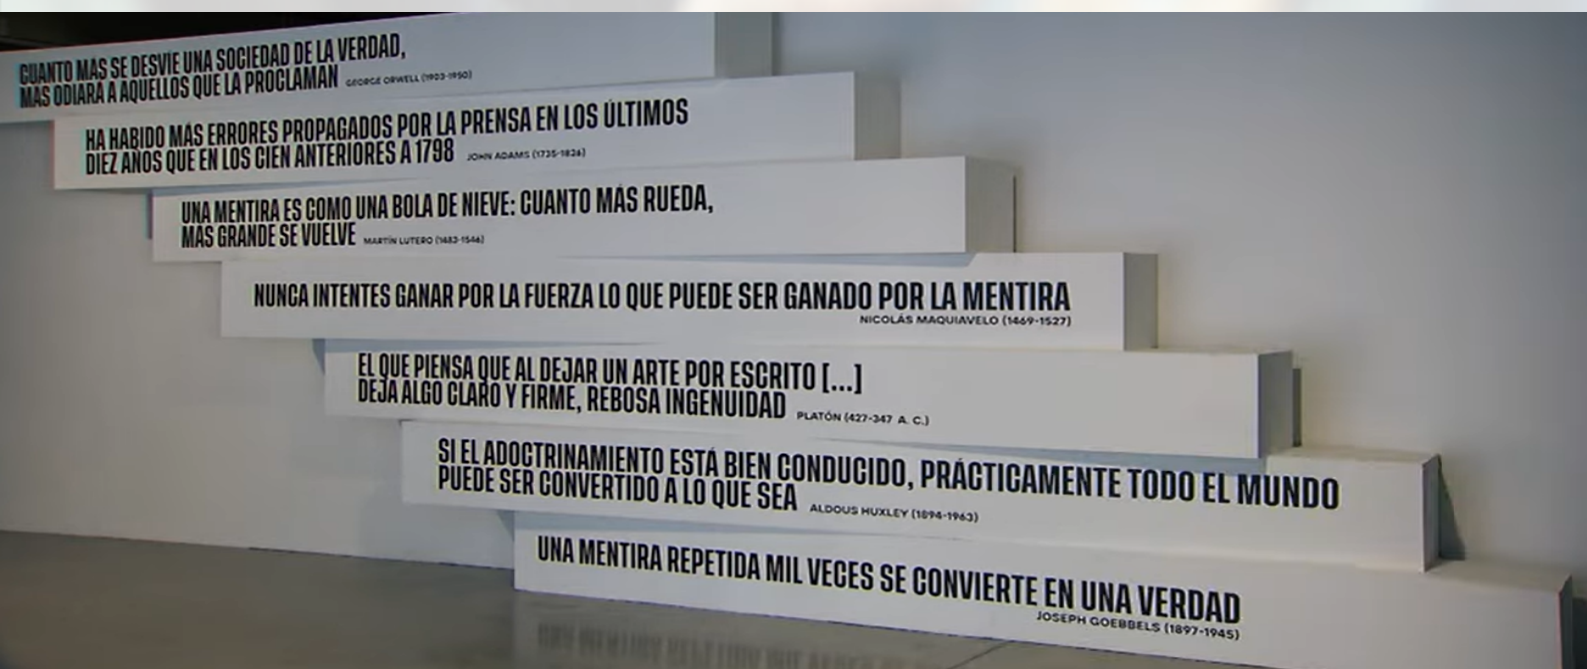 CUANTO MÁS SE DESVÍE UNA SOCIEDAD DE LA VERDAD,
MÁS ODIARÁ A AQUELLOS QUE LA PROCLAMAN GEORGE ORWELL (1903-1950)
HA HABIDO MÁS ERRORES PROPAGADOS POR LA PRENSA EN LOS ÚLTIMOS
DIEZ AÑOS QUE EN LOS CIEN ANTERIORES A 1798 JOHN ADAMS (1735-1826)
UNA MENTIRA ES COMO UNA BOLA DE NIEVE: CUANTO MÁS RUEDA,
MÁS GRANDE SE VUELVE MARTÍN LUTERO (1483-1546)
NUNCA INTENTES GANAR POR LA FUERZA LO QUE PUEDE SER GANADO POR LA MENTIRA
NICOLÁS MAQUIAVELO (1469-1527)
EL QUE PIENSA QUE AL DEJAR UN ARTE POR ESCRITO [...]
DEJA ALGO CLARO Y FIRME, REBOSA INGENUIDAD PLATÓN (427-347 A. C.)
SI EL ADOCTRINAMIENTO ESTÁ BIEN CONDUCIDO, PRÁCTICAMENTE TODO EL MUNDO
PUEDE SER CONVERTIDO A LO QUE SEA ALDOUS HUXLEY (1894-1963)
UNA MENTIRA REPETIDA MIL VECES SE CONVIERTE EN UNA VERDAD
JOSEPH GOEBBELS (1897-1945)